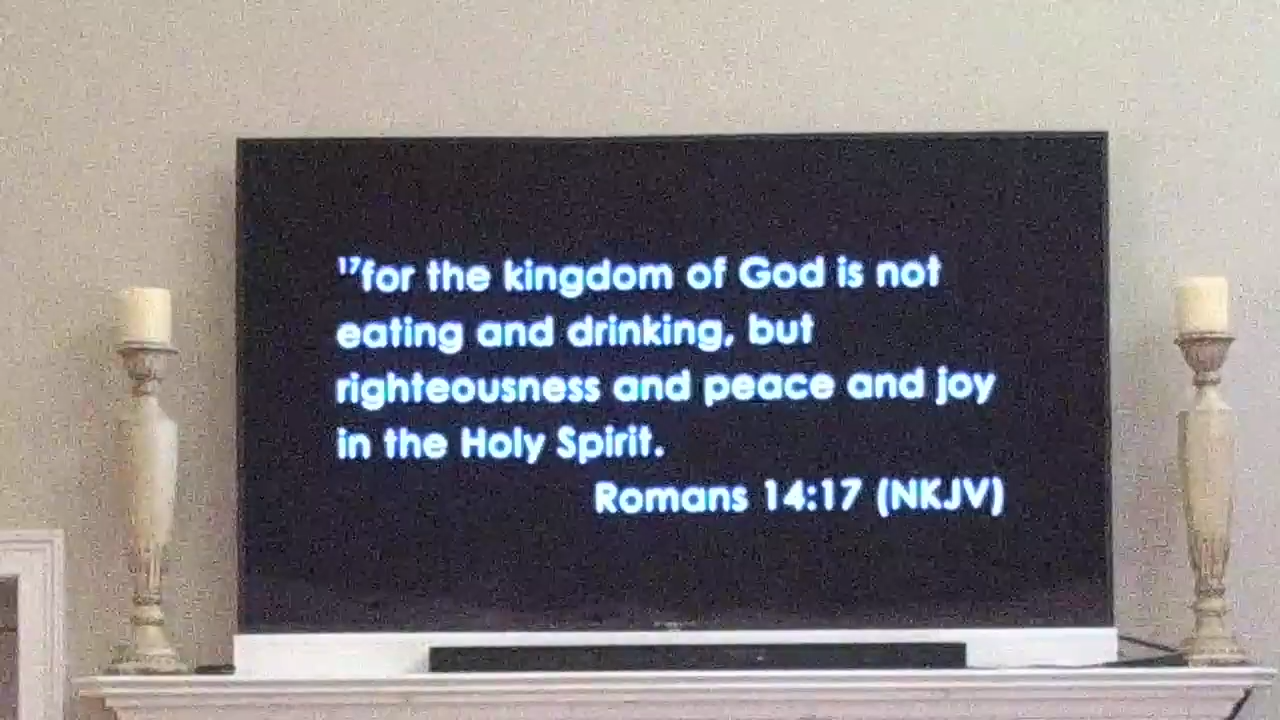 ¹⁷for the kingdom of God is not
eating and drinking, but
righteousness and peace and joy
in the Holy Spirit.
Romans 14:17 (NKJV)